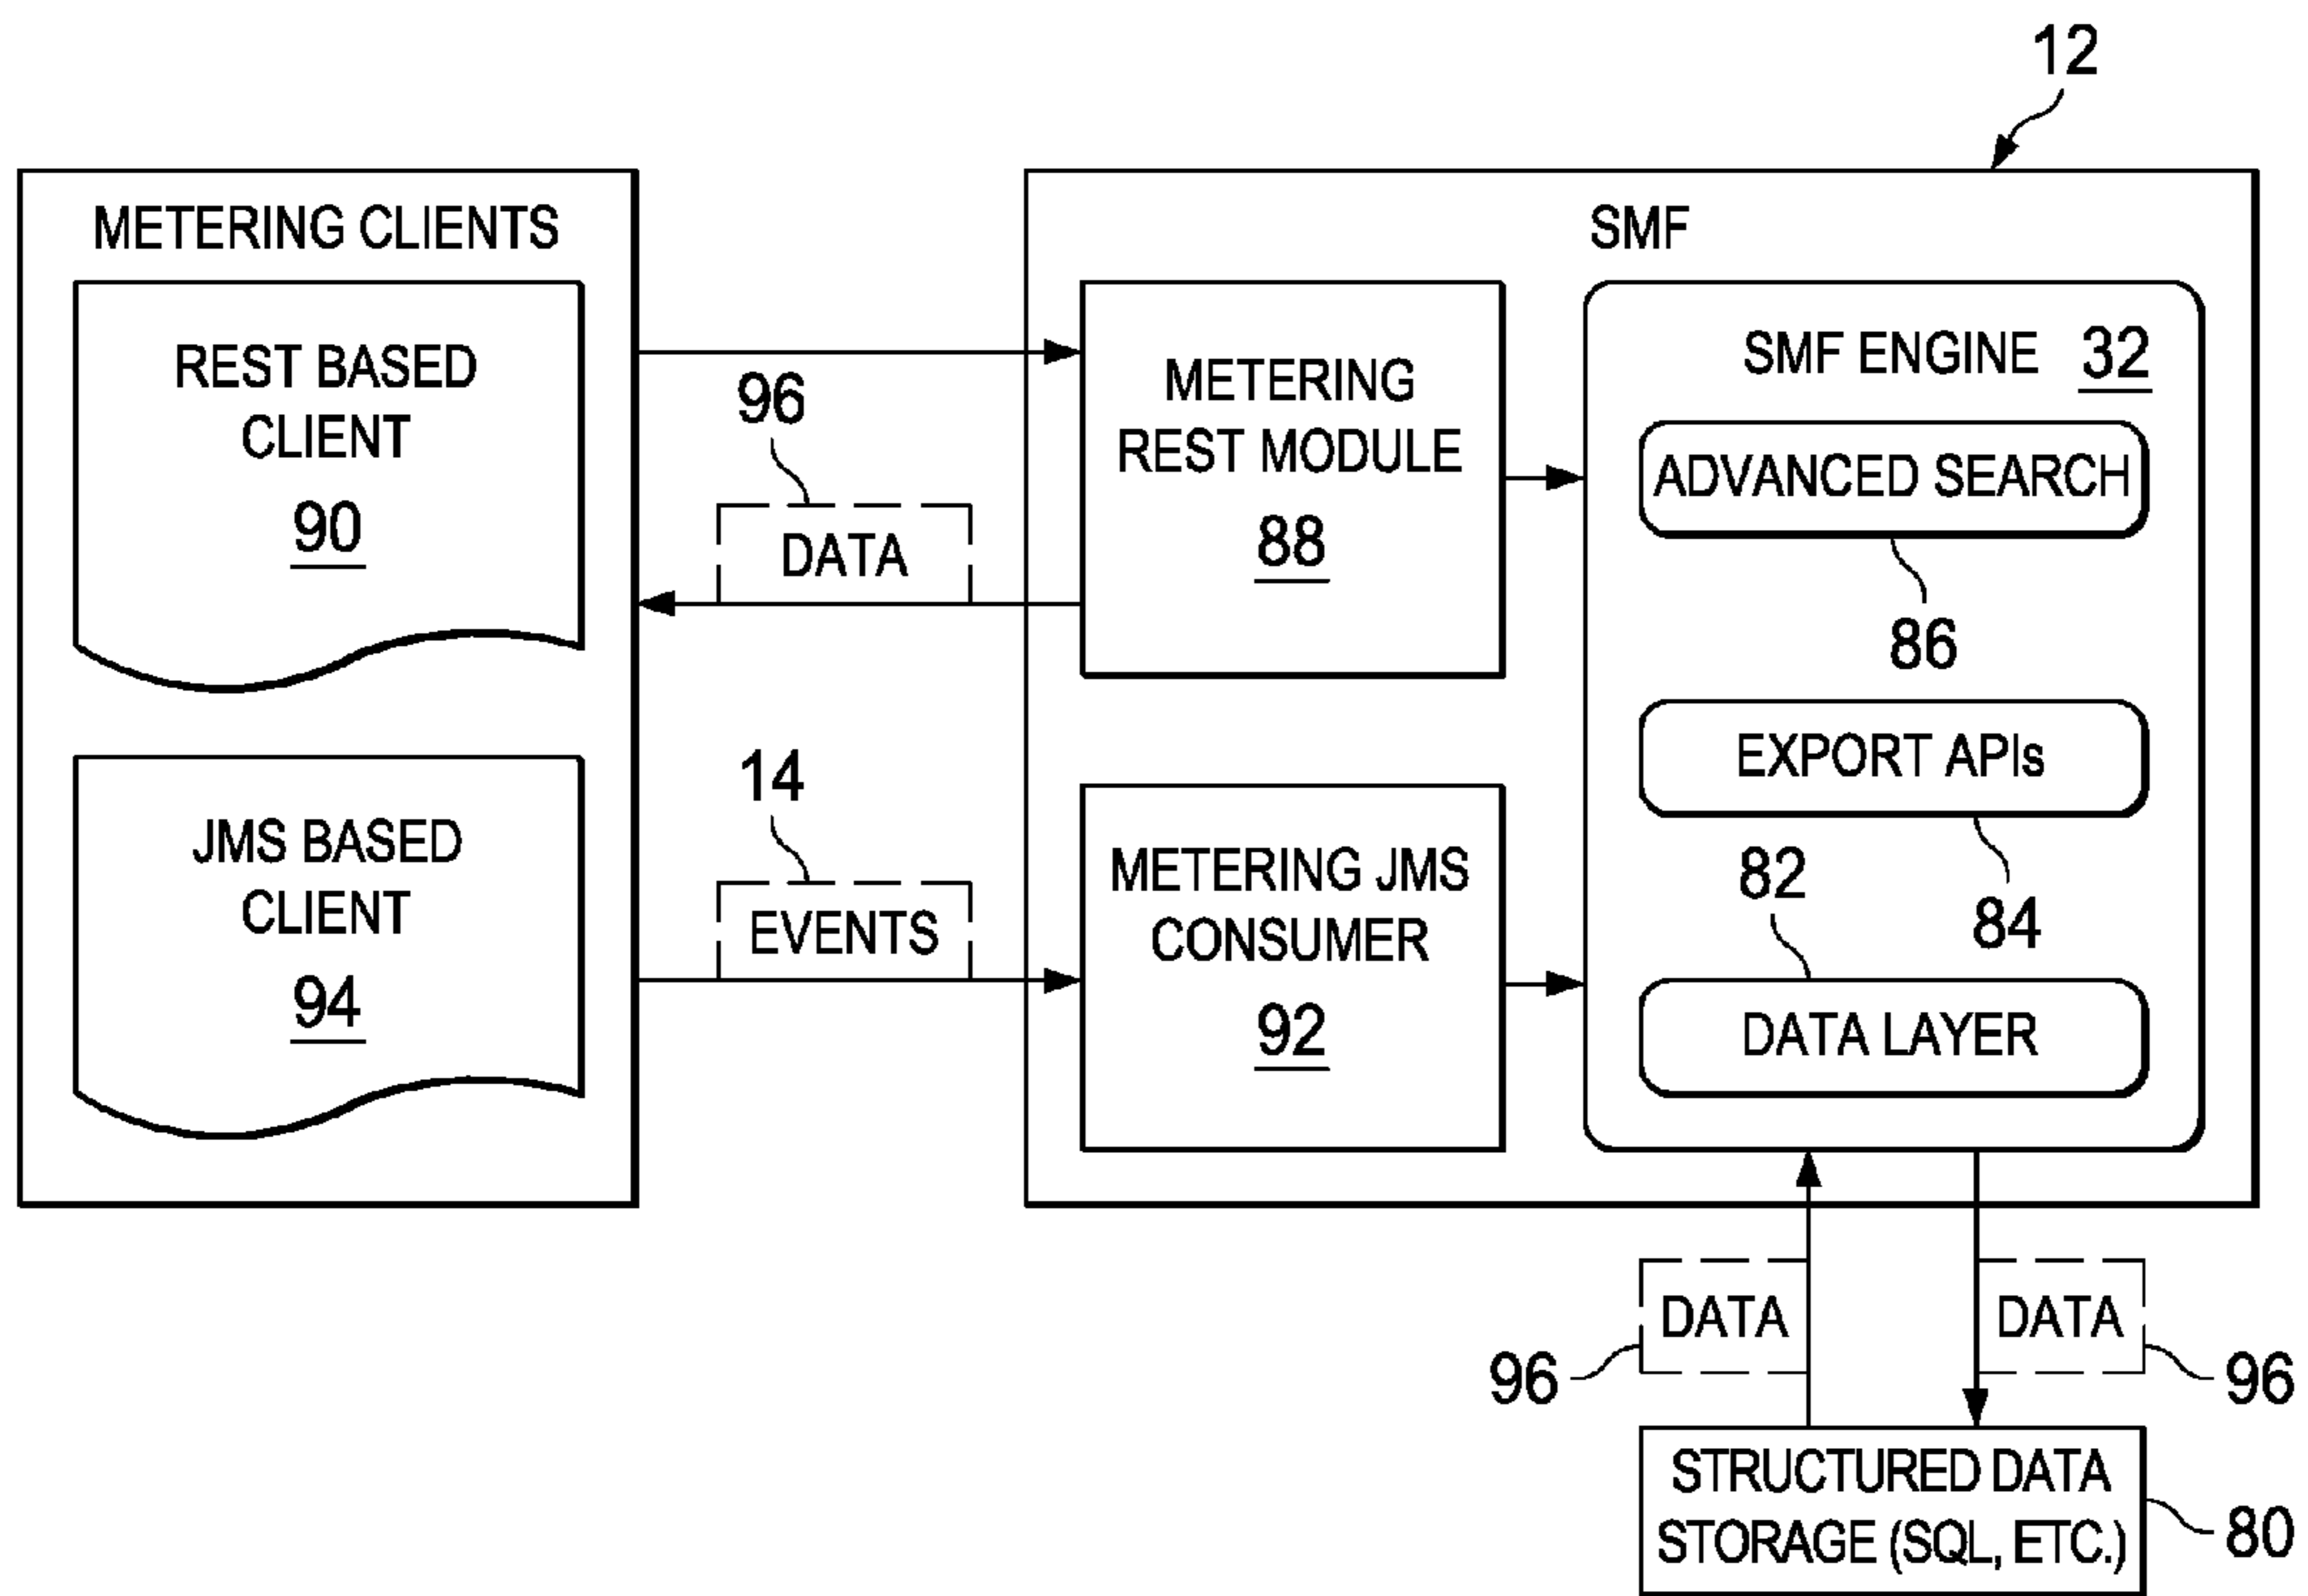 12
METERING CLIENTS
REST BASED
CLIENT
90
JMS BASED
CLIENT
94
96
DATA
14
EVENTS
SMF
METERING
REST MODULE
88
METERING JMS
CONSUMER
92
SMF ENGINE 32
ADVANCED SEARCH
86
EXPORT APIs
84
82
DATA LAYER
DATA
96
DATA
96
STRUCTURED DATA
STORAGE (SQL, ETC.)
80